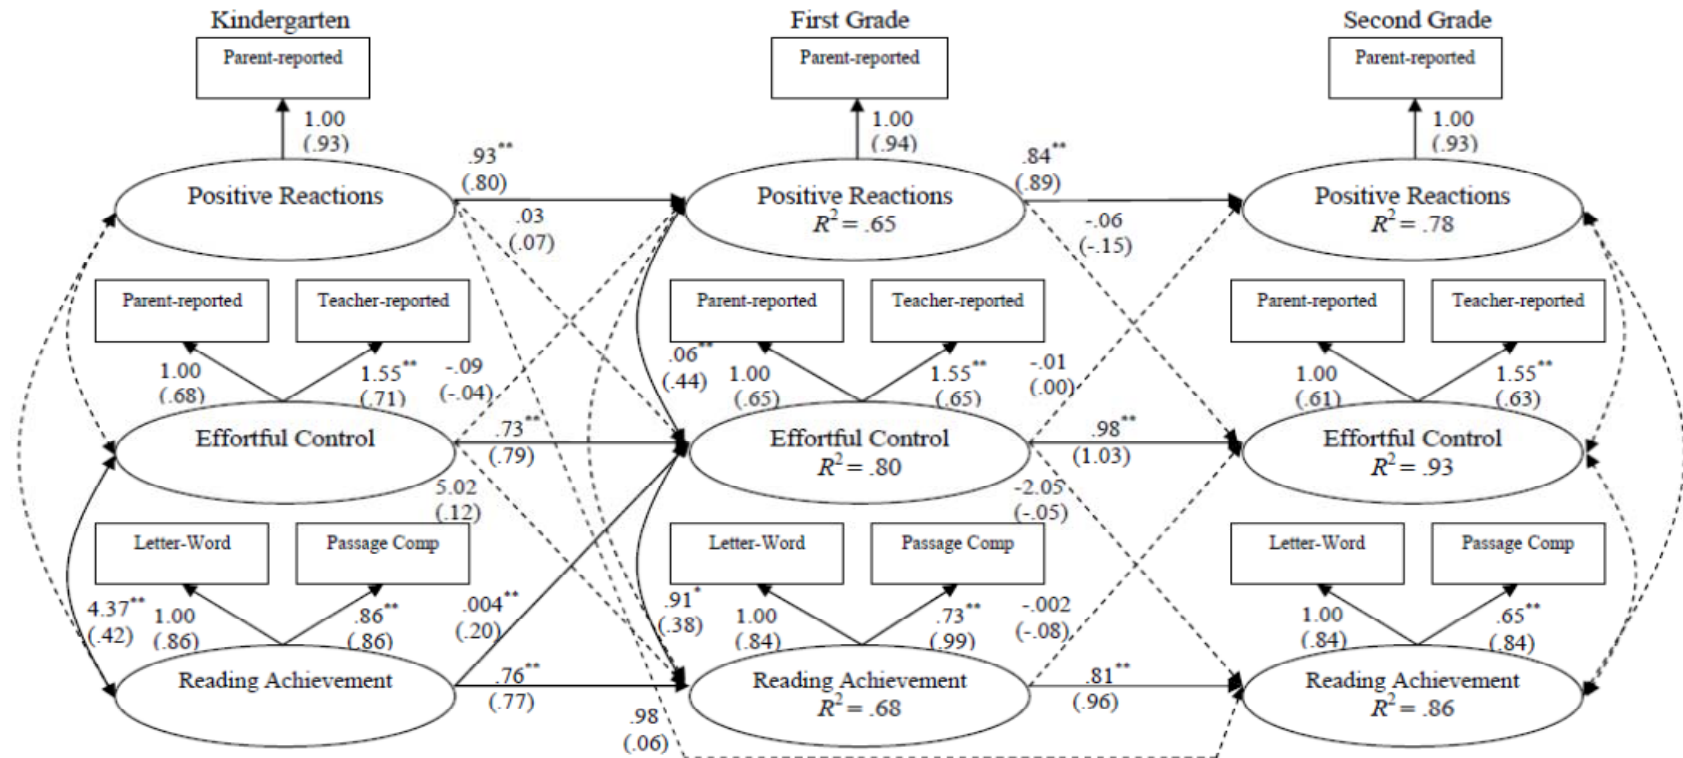 Kindergarten First Grade Second Grade
Parent-reported Parent-reported Parent-reported
1.00 1.00 1.00
(.93) (.94) (.93)
.93** .84**
(.80) (.89)
Positive Reactions Positive Reactions Positive Reactions
R² = .65 R² = .78
.03 -.06
(.07) (-.15)
Parent-reported Teacher-reported Parent-reported Teacher-reported Parent-reported Teacher-reported
1.00 1.55** -.09 .06** 1.00 1.55** -.01 1.00 1.55**
(.68) (.71) (-.04) (.44) (.65) (.65) (.00) (.61) (.63)
Effortful Control .73** Effortful Control .98** Effortful Control
(.79) R² = .80 (1.03) R² = .93
5.02 -2.05
(.12) (-.05)
Letter-Word Passage Comp Letter-Word Passage Comp Letter-Word Passage Comp
4.37** 1.00 .86** .004** .91* 1.00 .73** -.002 1.00 .65**
(.42) (.86) (.86) (.20) (.38) (.84) (.99) (-.08) (.84) (.84)
Reading Achievement .76** Reading Achievement .81** Reading Achievement
(.77) R² = .68 (.96) R² = .86
.98
(.06)